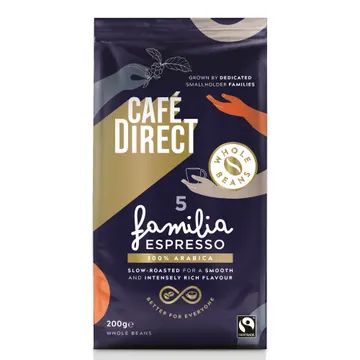 GROWN BY DEDICATED
SMALLHOLDER FAMILIES
CAFÉ
DIRECT
WHOLE
BEANS
5
familia
ESPRESSO
100% ARABICA
SLOW-ROASTED FOR A SMOOTH
AND INTENSELY RICH FLAVOUR
BETTER FOR EVERYONE
200g℮
WHOLE BEANS
FAIRTRADE